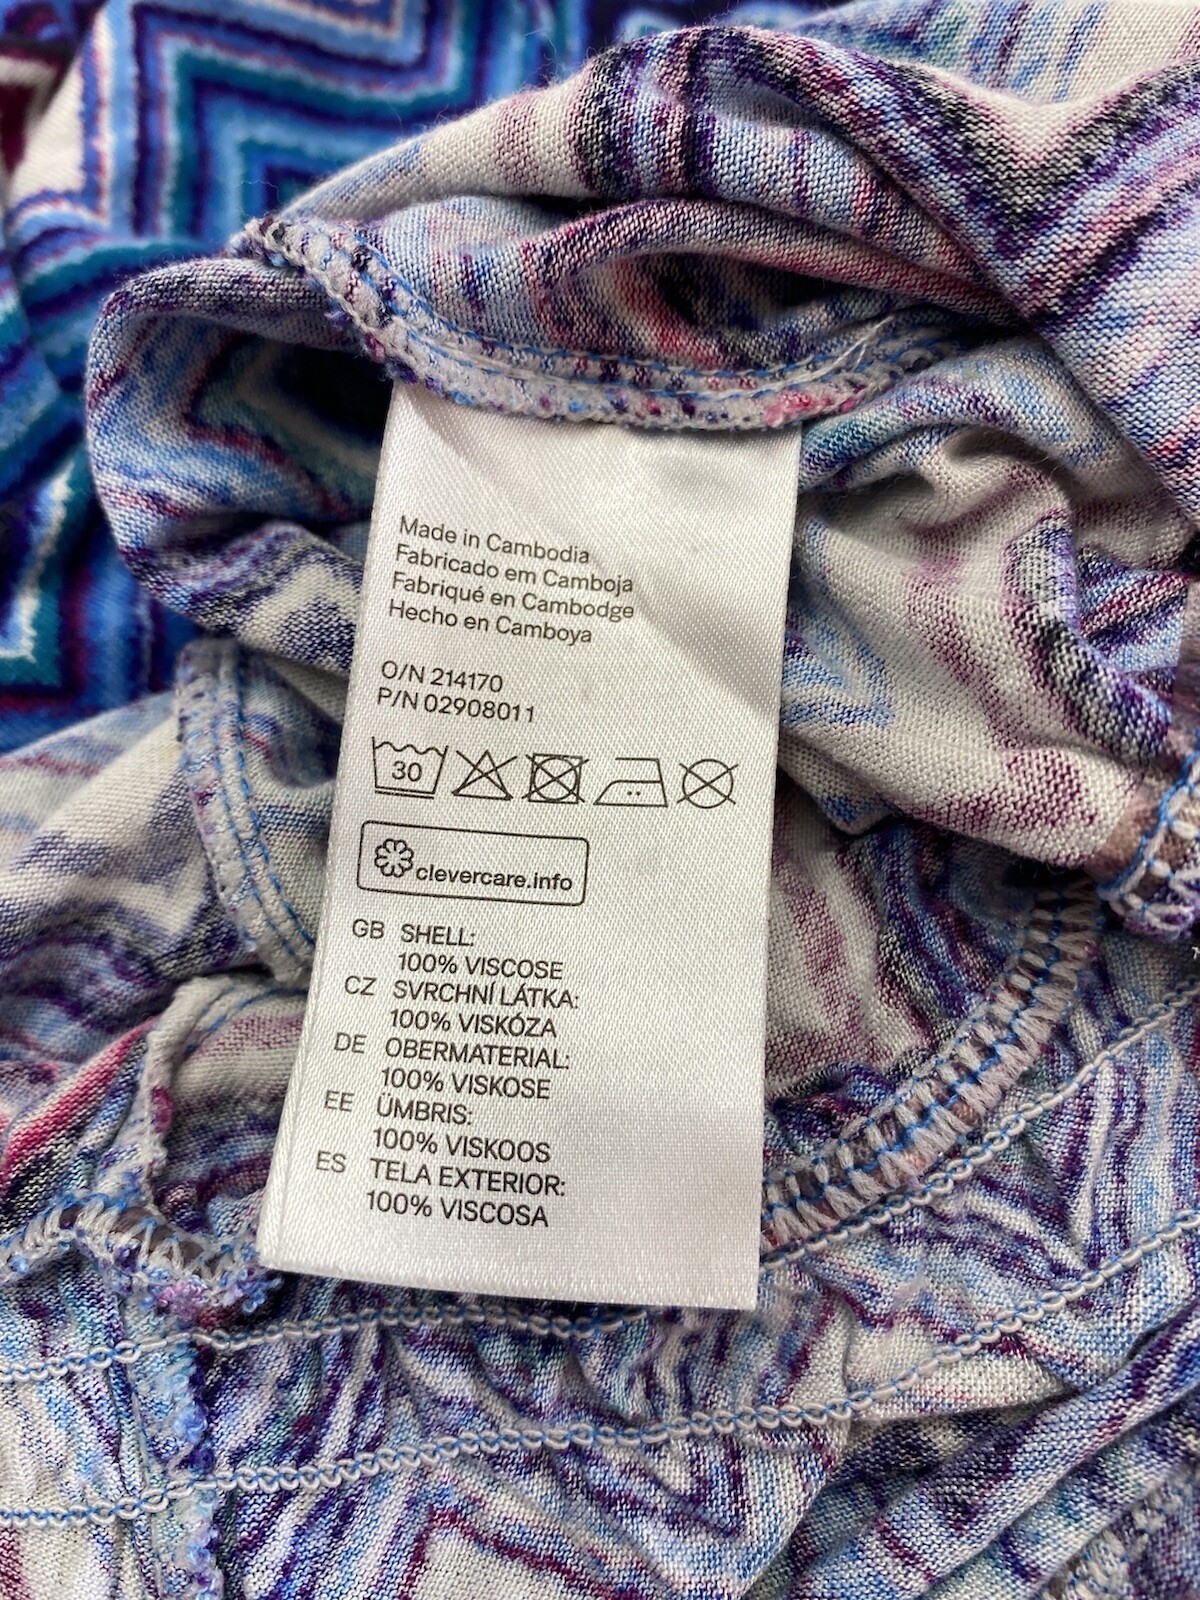 Made in Cambodia
Fabricado em Camboja
Fabriqué en Cambodge
Hecho en Camboya
O/N 214170
P/N 02908011
30
clevercare.info
GB SHELL:
100% VISCOSE
CZ SVRCHNÍ LÁTKA:
100% VISKÓZA
DE OBERMATERIAL:
100% VISKOSE
EE ÜMBRIS:
100% VISKOOS
ES TELA EXTERIOR:
100% VISCOSA